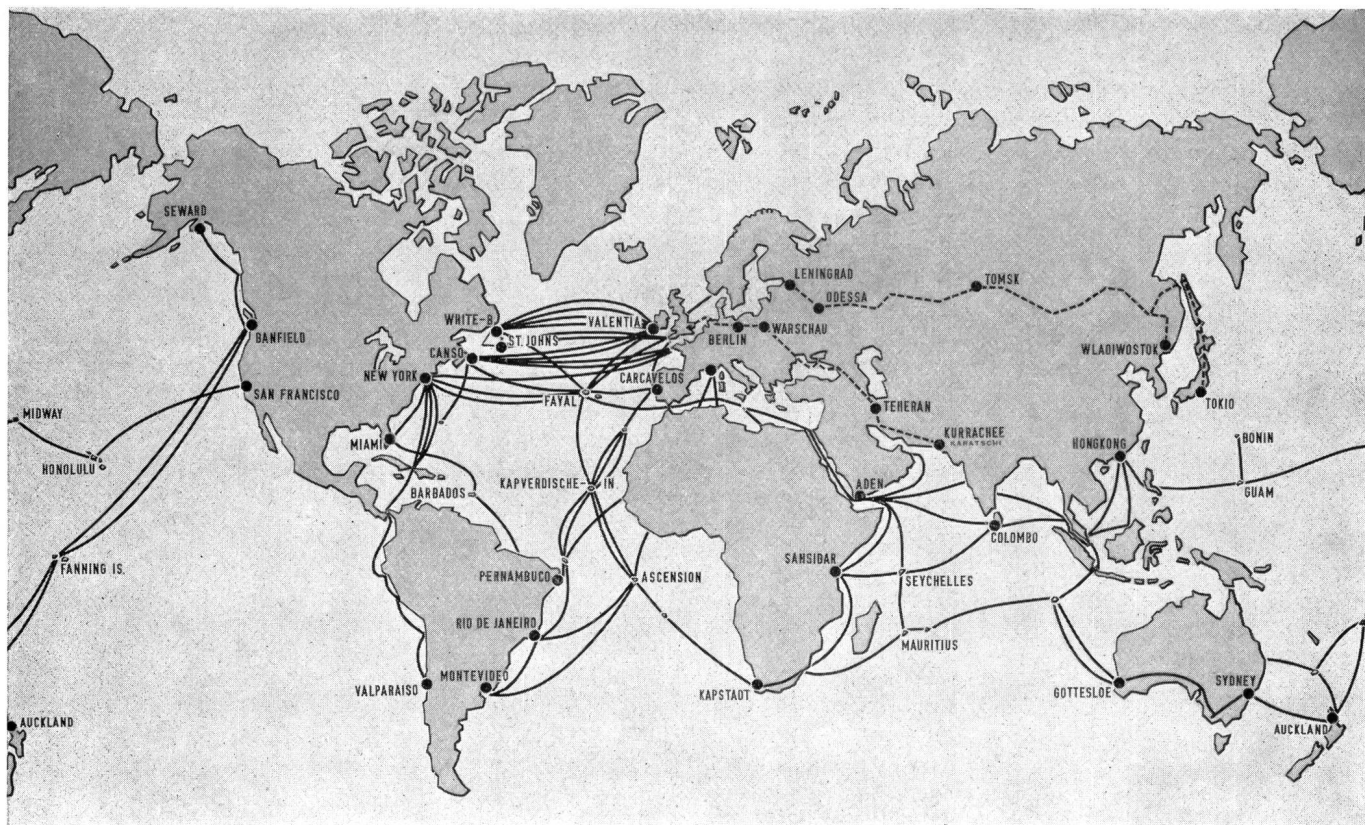 SEWARD
BANFIELD
SAN FRANCISCO
MIDWAY
HONOLULU
FANNING IS.
AUCKLAND
WHITE-B.
ST. JOHNS
CANSO
NEW YORK
MIAMI
BARBADOS
PERNAMBUCO
RIO DE JANEIRO
MONTEVIDEO
VALPARAISO
VALENTIA
CARCAVELOS
FAYAL
KAPVERDISCHE-IN.
ASCENSION
KAPSTADT
LENINGRAD
ODESSA
TOMSK
BERLIN
WARSCHAU
WLADIWOSTOK
TOKIO
TEHERAN
KURRACHEE
KARATSCHI
HONGKONG
BONIN
GUAM
ADEN
COLOMBO
SANSIBAR
SEYCHELLES
MAURITIUS
GOTTESLOE
SYDNEY
AUCKLAND